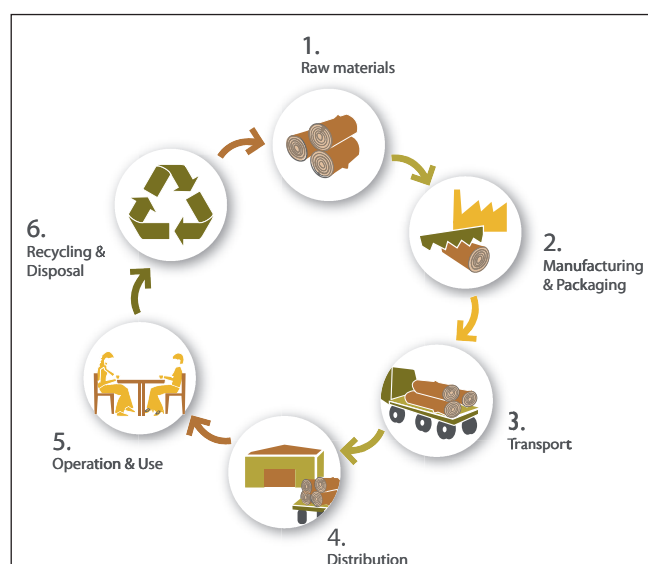 1.
Raw materials
2.
Manufacturing
& Packaging
3.
Transport
4.
Distribution
5.
Operation & Use
6.
Recycling &
Disposal